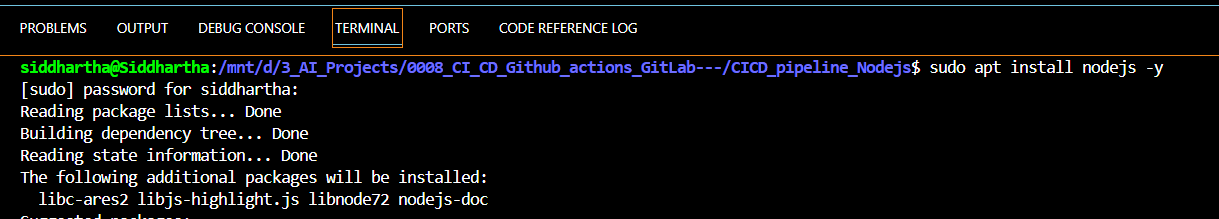 PROBLEMS OUTPUT DEBUG CONSOLE TERMINAL PORTS CODE REFERENCE LOG
siddhartha@Siddhartha:/mnt/d/3_AI_Projects/0008_CI_CD_Github_actions_GitLab---/CICD_pipeline_Nodejs$ sudo apt install nodejs -y
[sudo] password for siddhartha:
Reading package lists... Done
Building dependency tree... Done
Reading state information... Done
The following additional packages will be installed:
  libc-ares2 libjs-highlight.js libnode72 nodejs-doc
Suggested packages: